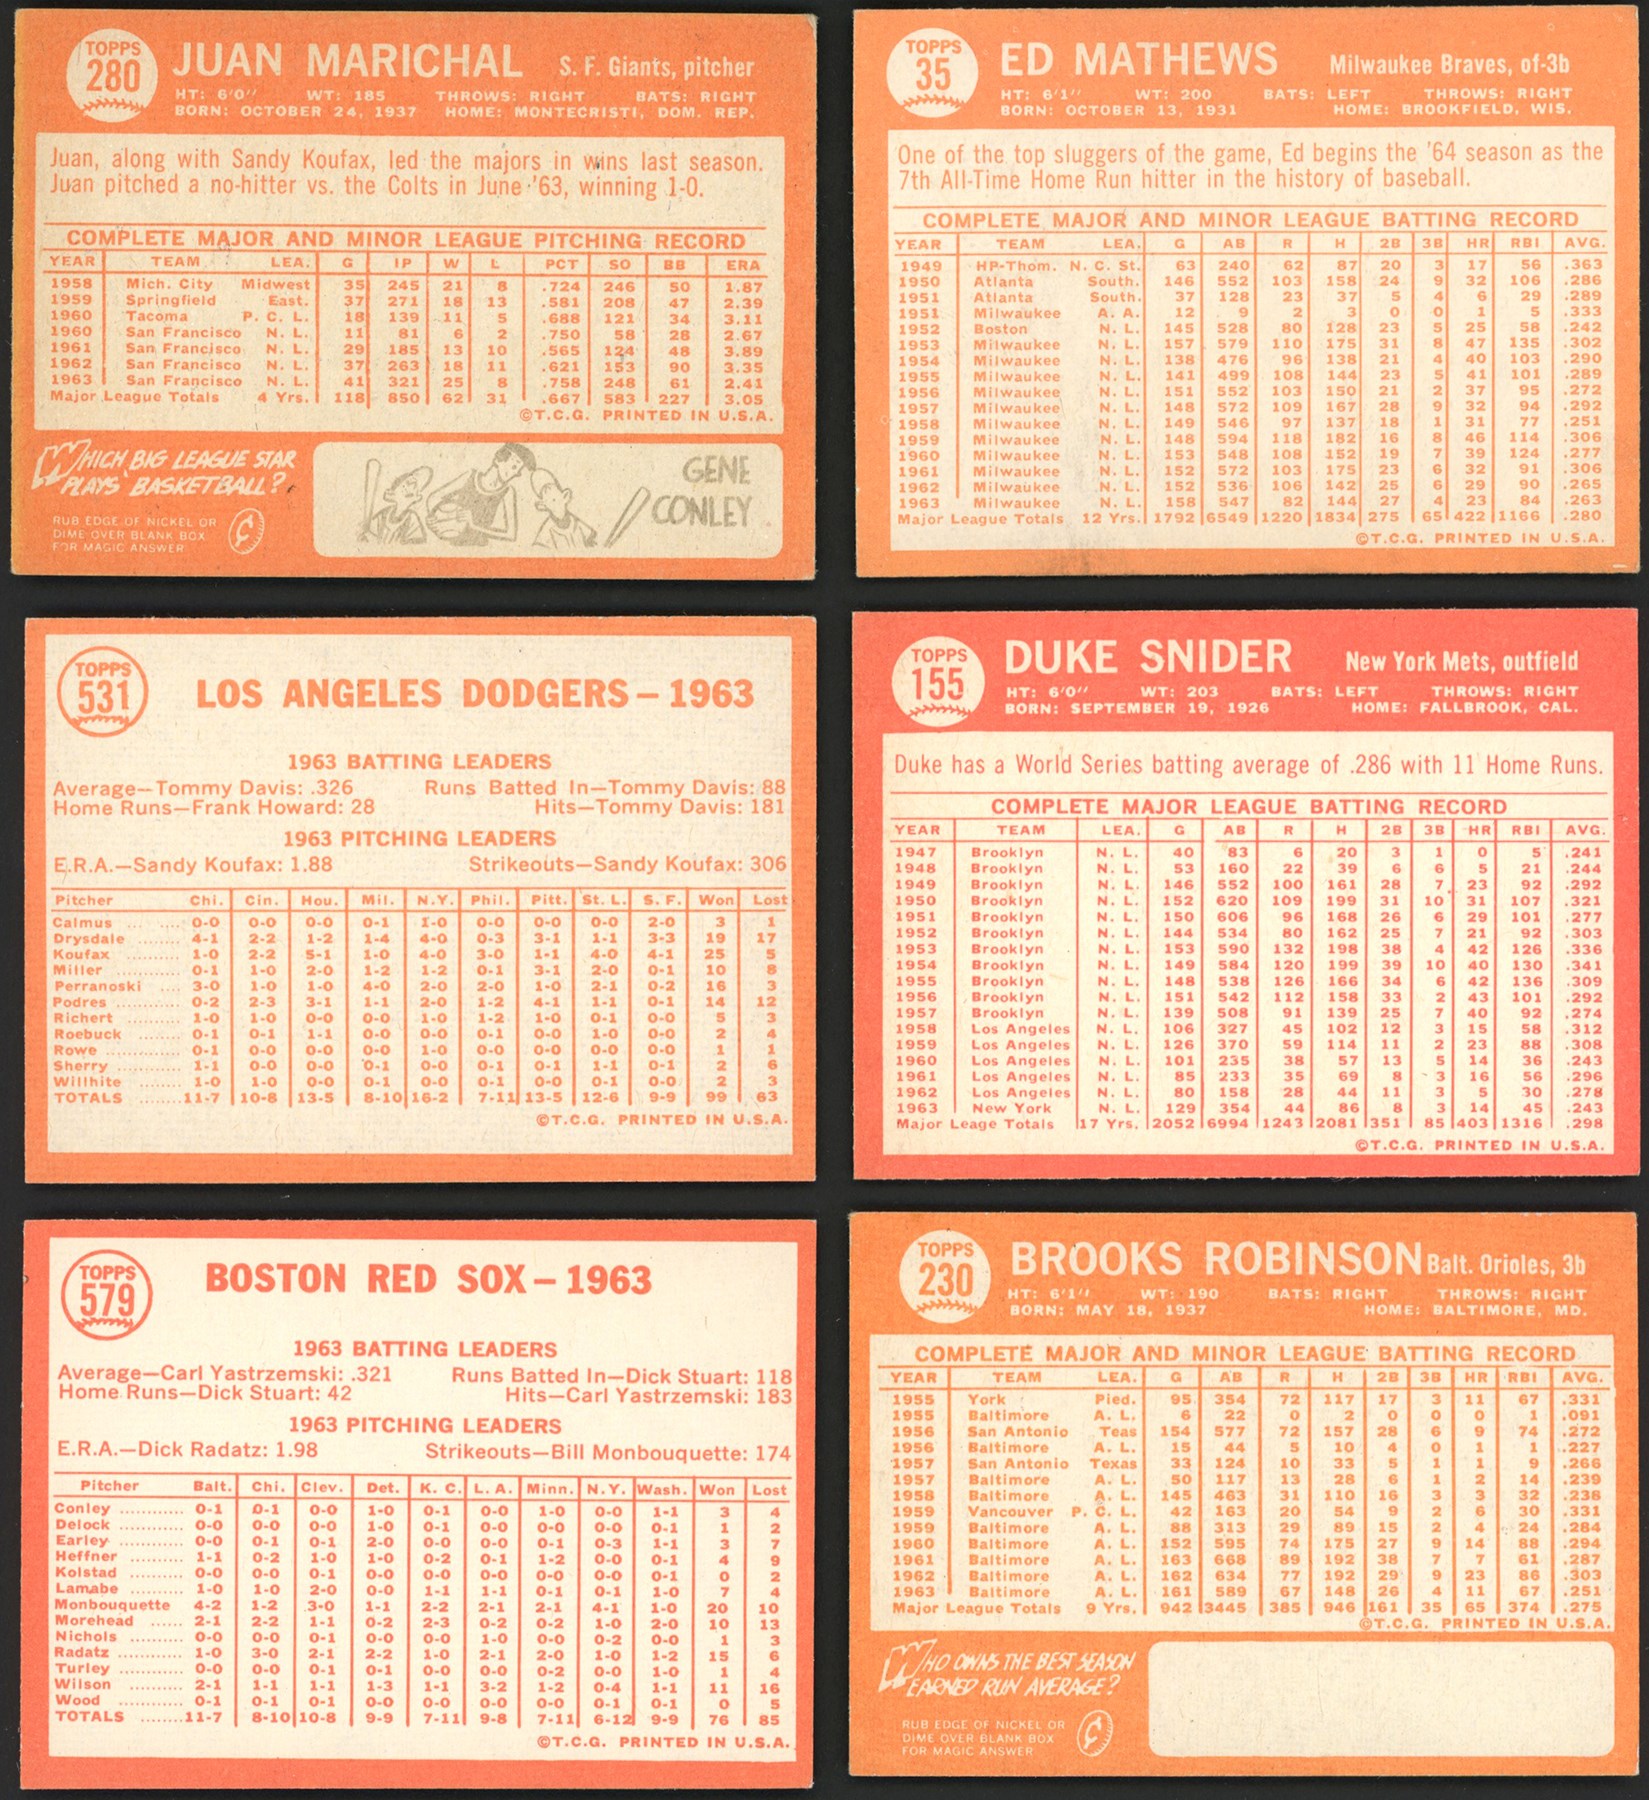 TOPPS
280
JUAN MARICHAL S. F. Giants, pitcher
HT: 6'0" WT: 185 THROWS: RIGHT BATS: RIGHT
BORN: OCTOBER 24, 1937 HOME: MONTECRISTI, DOM. REP.
Juan, along with Sandy Koufax, led the majors in wins last season.
Juan pitched a no-hitter vs. the Colts in June '63, winning 1-0.
COMPLETE MAJOR AND MINOR LEAGUE PITCHING RECORD
YEAR TEAM LEA. G IP W L PCT SO BB ERA
1958 Mich. City Midwest 35 245 21 8 .724 246 50 1.87
1959 Springfield East. 37 271 18 13 .581 208 47 2.39
1960 Tacoma P. C. L. 18 139 11 5 .688 121 34 3.11
1960 San Francisco N. L. 11 81 6 2 .750 58 28 2.67
1961 San Francisco N. L. 29 185 13 10 .565 124 48 3.89
1962 San Francisco N. L. 37 263 18 11 .621 153 90 3.35
1963 San Francisco N. L. 41 321 25 8 .758 248 61 2.41
Major League Totals 4 Yrs. 118 850 62 31 .667 583 227 3.05
©T.C.G. PRINTED IN U.S.A.
WHICH BIG LEAGUE STAR
PLAYS BASKETBALL?
RUB EDGE OF NICKEL OR
DIME OVER BLANK BOX
FOR MAGIC ANSWER
GENE
CONLEY
TOPPS
35
ED MATHEWS Milwaukee Braves, of-3b
HT: 6'1" WT: 200 BATS: LEFT THROWS: RIGHT
BORN: OCTOBER 13, 1931 HOME: BROOKFIELD, WIS.
One of the top sluggers of the game, Ed begins the '64 season as the
7th All-Time Home Run hitter in the history of baseball.
COMPLETE MAJOR AND MINOR LEAGUE BATTING RECORD
YEAR TEAM LEA. G AB R H 2B 3B HR RBI AVG.
1949 HP-Thom. N. C. St. 63 240 62 87 20 3 17 56 .363
1950 Atlanta South. 146 552 103 158 24 9 32 106 .286
1951 Atlanta South. 37 128 23 37 5 4 6 29 .289
1951 Milwaukee A. A. 12 9 2 3 0 0 1 5 .333
1952 Boston N. L. 145 528 80 128 23 5 25 58 .242
1953 Milwaukee N. L. 157 579 110 175 31 8 47 135 .302
1954 Milwaukee N. L. 138 476 96 138 21 4 40 103 .290
1955 Milwaukee N. L. 141 499 108 144 23 5 41 101 .289
1956 Milwaukee N. L. 151 552 103 150 21 2 37 95 .272
1957 Milwaukee N. L. 148 572 109 167 28 9 32 94 .292
1958 Milwaukee N. L. 149 546 97 137 18 1 31 77 .251
1959 Milwaukee N. L. 148 594 118 182 16 8 46 114 .306
1960 Milwaukee N. L. 153 548 108 152 19 7 39 124 .277
1961 Milwaukee N. L. 152 572 103 175 23 6 32 91 .306
1962 Milwaukee N. L. 152 536 106 142 25 6 29 90 .265
1963 Milwaukee N. L. 158 547 82 144 27 4 23 84 .263
Major League Totals 12 Yrs. 1792 6549 1220 1834 275 65 422 1166 .280
©T.C.G. PRINTED IN U.S.A.
TOPPS
531
LOS ANGELES DODGERS – 1963
1963 BATTING LEADERS
Average—Tommy Davis: .326 Runs Batted In—Tommy Davis: 88
Home Runs—Frank Howard: 28 Hits—Tommy Davis: 181
1963 PITCHING LEADERS
E.R.A.—Sandy Koufax: 1.88 Strikeouts—Sandy Koufax: 306
Pitcher Chi. Cin. Hou. Mil. N.Y. Phil. Pitt. St. L. S. F. Won Lost
Calmus 0-0 0-0 0-0 0-1 1-0 0-0 0-0 0-0 2-0 3 1
Drysdale 4-1 2-2 1-2 1-4 4-0 0-3 3-1 1-1 3-3 19 17
Koufax 1-0 2-2 5-1 1-0 4-0 3-0 1-1 4-0 4-1 25 5
Miller 0-1 1-0 2-0 1-2 1-2 0-1 3-1 2-0 0-1 10 8
Perranoski 3-0 1-0 1-0 4-0 2-0 2-0 1-0 2-1 0-2 16 3
Podres 0-2 2-3 3-1 1-1 2-0 1-2 4-1 1-1 0-1 14 12
Richert 1-0 1-0 0-0 0-0 1-0 1-2 1-0 0-1 0-0 5 3
Roebuck 0-1 0-1 1-1 0-0 0-0 0-1 0-0 1-0 0-0 2 4
Rowe 0-1 0-0 0-0 0-0 1-0 0-0 0-0 0-0 0-0 1 1
Sherry 1-1 0-0 0-0 0-1 0-0 0-1 0-1 1-1 0-1 2 6
Willhite 1-0 1-0 0-0 0-1 0-0 0-1 0-0 0-1 0-0 2 3
TOTALS 11-7 10-8 13-5 8-10 16-2 7-11 13-5 12-6 9-9 99 63
©T.C.G. PRINTED IN U.S.A.
TOPPS
155
DUKE SNIDER New York Mets, outfield
HT: 6'0" WT: 203 BATS: LEFT THROWS: RIGHT
BORN: SEPTEMBER 19, 1926 HOME: FALLBROOK, CAL.
Duke has a World Series batting average of .286 with 11 Home Runs.
COMPLETE MAJOR LEAGUE BATTING RECORD
YEAR TEAM LEA. G AB R H 2B 3B HR RBI AVG.
1947 Brooklyn N. L. 40 83 6 20 3 1 0 5 .241
1948 Brooklyn N. L. 53 160 22 39 6 6 5 21 .244
1949 Brooklyn N. L. 146 552 100 161 28 7 23 92 .292
1950 Brooklyn N. L. 152 620 109 199 31 10 31 107 .321
1951 Brooklyn N. L. 150 606 96 168 26 6 29 101 .277
1952 Brooklyn N. L. 144 534 80 162 25 7 21 92 .303
1953 Brooklyn N. L. 153 590 132 198 38 4 42 126 .336
1954 Brooklyn N. L. 149 584 120 199 39 10 40 130 .341
1955 Brooklyn N. L. 148 538 126 166 34 6 42 136 .309
1956 Brooklyn N. L. 151 542 112 158 33 2 43 101 .292
1957 Brooklyn N. L. 139 508 91 139 25 7 40 92 .274
1958 Los Angeles N. L. 106 327 45 102 12 3 15 58 .312
1959 Los Angeles N. L. 126 370 59 114 11 2 23 88 .308
1960 Los Angeles N. L. 101 235 38 57 13 5 14 36 .243
1961 Los Angeles N. L. 85 233 35 69 8 3 16 56 .296
1962 Los Angeles N. L. 80 158 28 44 11 3 5 30 .278
1963 New York N. L. 129 354 44 86 8 3 14 45 .243
Major Leage Totals 17 Yrs. 2052 6994 1243 2081 351 85 403 1316 .298
©T.C.G. PRINTED IN U.S.A.
TOPPS
579
BOSTON RED SOX – 1963
1963 BATTING LEADERS
Average—Carl Yastrzemski: .321 Runs Batted In—Dick Stuart: 118
Home Runs—Dick Stuart: 42 Hits—Carl Yastrzemski: 183
1963 PITCHING LEADERS
E.R.A.—Dick Radatz: 1.98 Strikeouts—Bill Monbouquette: 174
Pitcher Balt. Chi. Clev. Det. K. C. L. A. Minn. N.Y. Wash. Won Lost
Conley 0-1 0-1 0-0 1-0 0-1 0-0 1-0 0-0 1-1 3 4
Delock 0-0 0-0 0-0 1-0 0-1 0-0 0-0 0-0 0-1 1 2
Earley 0-0 0-1 0-1 2-0 0-0 0-0 0-1 0-3 1-1 3 7
Heffner 1-1 0-2 1-0 1-0 0-2 0-1 1-2 0-0 0-1 4 9
Kolstad 0-0 0-0 0-1 0-0 0-0 0-0 0-0 0-0 0-1 0 2
Lamabe 1-0 1-0 2-0 0-0 1-1 1-1 0-1 0-1 1-0 7 4
Monbouquette 4-2 1-2 3-0 1-1 2-2 2-1 2-1 4-1 1-0 20 10
Morehead 2-1 2-2 1-1 0-2 2-3 0-2 0-2 1-0 2-0 10 13
Nichols 0-0 0-0 0-1 0-0 0-0 1-0 0-0 0-2 0-0 1 3
Radatz 1-0 3-0 2-1 2-2 1-0 2-1 2-0 1-0 1-2 15 6
Turley 0-0 0-0 0-1 0-1 0-0 0-0 0-2 0-0 1-0 1 4
Wilson 2-1 1-1 1-1 1-3 1-1 3-2 1-2 0-4 1-1 11 16
Wood 0-1 0-1 0-1 0-0 0-0 0-0 0-0 0-1 0-1 0 5
TOTALS 11-7 8-10 10-8 9-9 7-11 9-8 7-11 6-12 9-9 76 85
©T.C.G. PRINTED IN U.S.A.
TOPPS
230
BROOKS ROBINSON Balt. Orioles, 3b
HT: 6'1" WT: 190 BATS: RIGHT THROWS: RIGHT
BORN: MAY 18, 1937 HOME: BALTIMORE, MD.
COMPLETE MAJOR AND MINOR LEAGUE BATTING RECORD
YEAR TEAM LEA. G AB R H 2B 3B HR RBI AVG.
1955 York Pied. 95 354 72 117 17 3 11 67 .331
1955 Baltimore A. L. 6 22 0 2 0 0 0 1 .091
1956 San Antonio Teas 154 577 72 157 28 6 9 74 .272
1956 Baltimore A. L. 15 44 5 10 4 0 1 1 .227
1957 San Antonio Texas 33 124 10 33 5 1 1 9 .266
1957 Baltimore A. L. 50 117 13 28 6 1 2 14 .239
1958 Baltimore A. L. 145 463 31 110 16 3 3 32 .238
1959 Vancouver P. C. L. 42 163 20 54 9 2 6 30 .331
1959 Baltimore A. L. 88 313 29 89 15 2 4 24 .284
1960 Baltimore A. L. 152 595 74 175 27 9 14 88 .294
1961 Baltimore A. L. 163 668 89 192 38 7 7 61 .287
1962 Baltimore A. L. 162 634 77 192 29 9 23 86 .303
1963 Baltimore A. L. 161 589 67 148 26 4 11 67 .251
Major League Totals 9 Yrs. 942 3445 385 946 161 35 65 374 .275
©T.C.G. PRINTED IN U.S.A.
WHO OWNS THE BEST SEASON
EARNED RUN AVERAGE?
RUB EDGE OF NICKEL OR
DIME OVER BLANK BOX
FOR MAGIC ANSWER